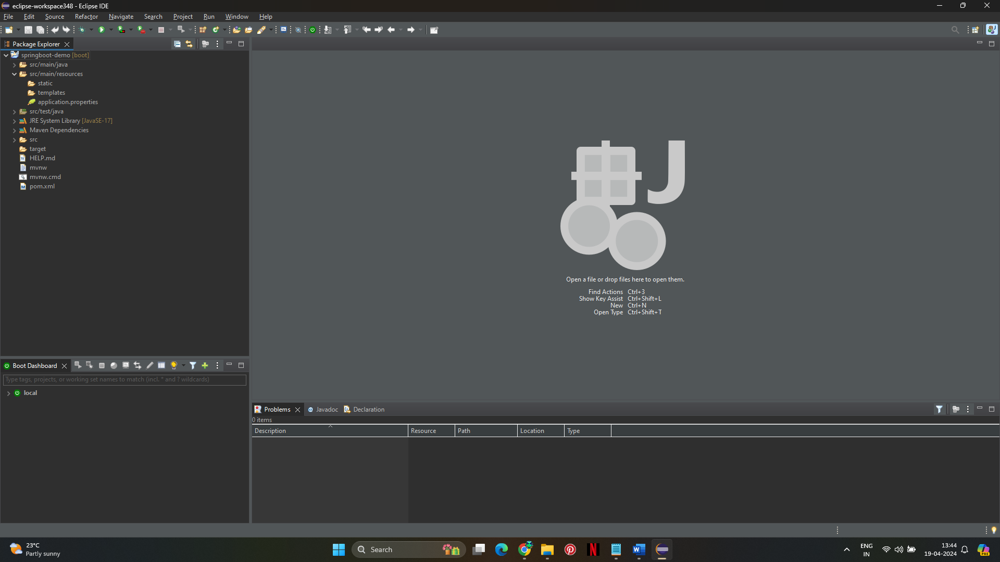 eclipse-workspace348 - Eclipse IDE
File Edit Source Refactor Navigate Search Project Run Window Help
Package Explorer
springboot-demo [boot]
src/main/java
src/main/resources
static
templates
application.properties
src/test/java
JRE System Library [JavaSE-17]
Maven Dependencies
src
target
HELP.md
mvnw
mvnw.cmd
pom.xml
Open a file or drop files here to open them.
Find Actions Ctrl+3
Show Key Assist Ctrl+Shift+L
New Ctrl+N
Open Type Ctrl+Shift+T
Boot Dashboard
Type tags, projects, or working set names to match (incl. * and ? wildcards)
local
Problems Javadoc Declaration
0 items
Description Resource Path Location Type
23°C
Partly sunny
Search
ENG
IN
13:44
19-04-2024